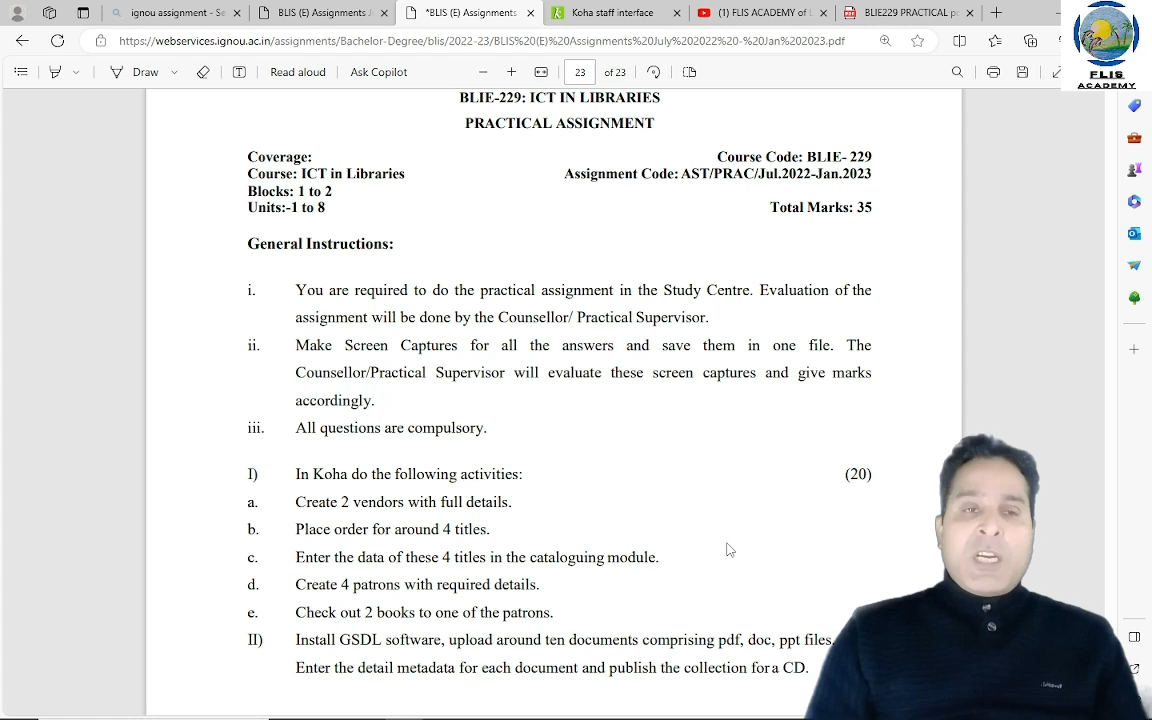 ignou assignment - Se
BLIS (E) Assignments J
*BLIS (E) Assignments
Koha staff interface
(1) FLIS ACADEMY of L
BLIE229 PRACTICAL p
https://webservices.ignou.ac.in/assignments/Bachelor-Degree/blis/2022-23/BLIS%20(E)%20Assignments%20July%202022%20-%20Jan%202023.pdf
Draw
Read aloud
Ask Copilot
23 of 23
FLIS
ACADEMY
BLIE-229: ICT IN LIBRARIES
PRACTICAL ASSIGNMENT
Coverage: Course Code: BLIE- 229
Course: ICT in Libraries Assignment Code: AST/PRAC/Jul.2022-Jan.2023
Blocks: 1 to 2
Units:-1 to 8 Total Marks: 35
General Instructions:
i. You are required to do the practical assignment in the Study Centre. Evaluation of the
assignment will be done by the Counsellor/ Practical Supervisor.
ii. Make Screen Captures for all the answers and save them in one file. The
Counsellor/Practical Supervisor will evaluate these screen captures and give marks
accordingly.
iii. All questions are compulsory.
I) In Koha do the following activities: (20)
a. Create 2 vendors with full details.
b. Place order for around 4 titles.
c. Enter the data of these 4 titles in the cataloguing module.
d. Create 4 patrons with required details.
e. Check out 2 books to one of the patrons.
II) Install GSDL software, upload around ten documents comprising pdf, doc, ppt files.
Enter the detail metadata for each document and publish the collection for a CD.